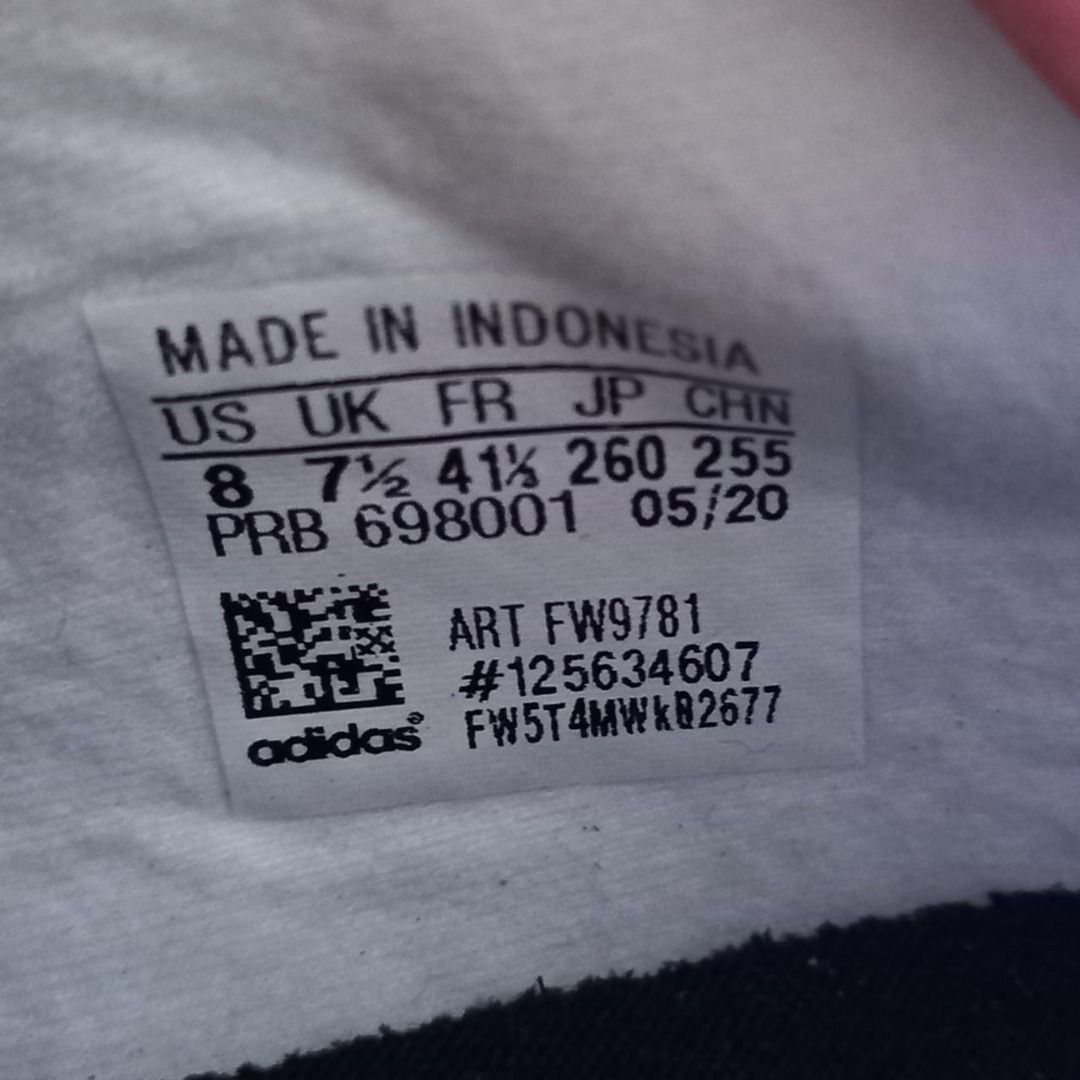 MADE IN INDONESIA
US UK FR JP CHN
8 7½ 41⅓ 260 255
PRB 698001 05/20
ART FW9781
#125634607
adidas®